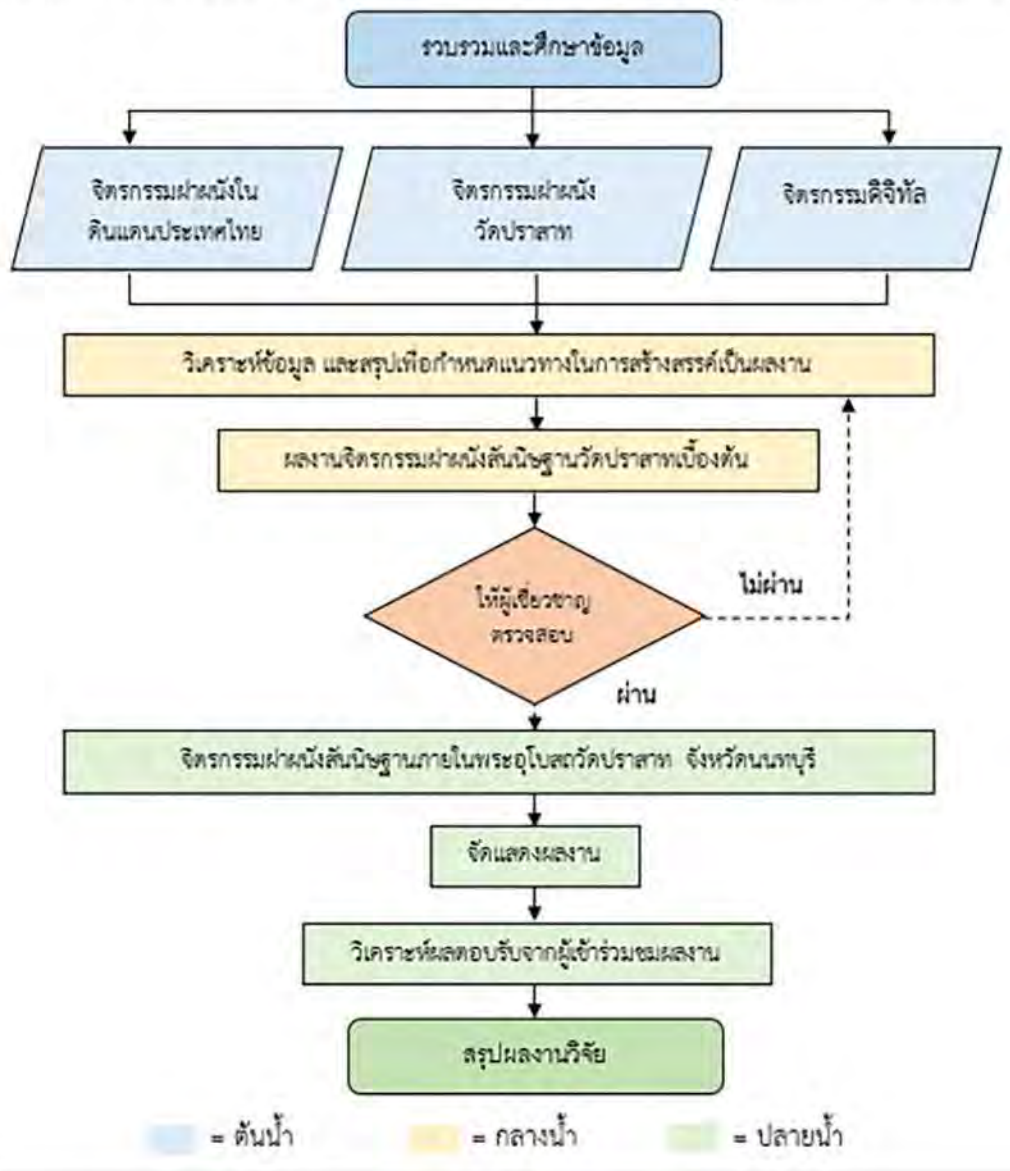 รวบรวมและศึกษาข้อมูล
จิตรกรรมฝาผนังใน
ดินแดนประเทศไทย
จิตรกรรมฝาผนัง
วัดปราสาท
จิตรกรรมดิจิทัล
วิเคราะห์ข้อมูล และสรุปเพื่อกำหนดแนวทางในการสร้างสรรค์เป็นผลงาน
ผลงานจิตรกรรมฝาผนังสันนิษฐานวัดปราสาทเบื้องต้น
ให้ผู้เชี่ยวชาญ
ตรวจสอบ
ไม่ผ่าน
ผ่าน
จิตรกรรมฝาผนังสันนิษฐานภายในพระอุโบสถวัดปราสาท จังหวัดนนทบุรี
จัดแสดงผลงาน
วิเคราะห์ผลตอบรับจากผู้เข้าร่วมชมผลงาน
สรุปผลงานวิจัย
= ต้นน้ำ = กลางน้ำ = ปลายน้ำ